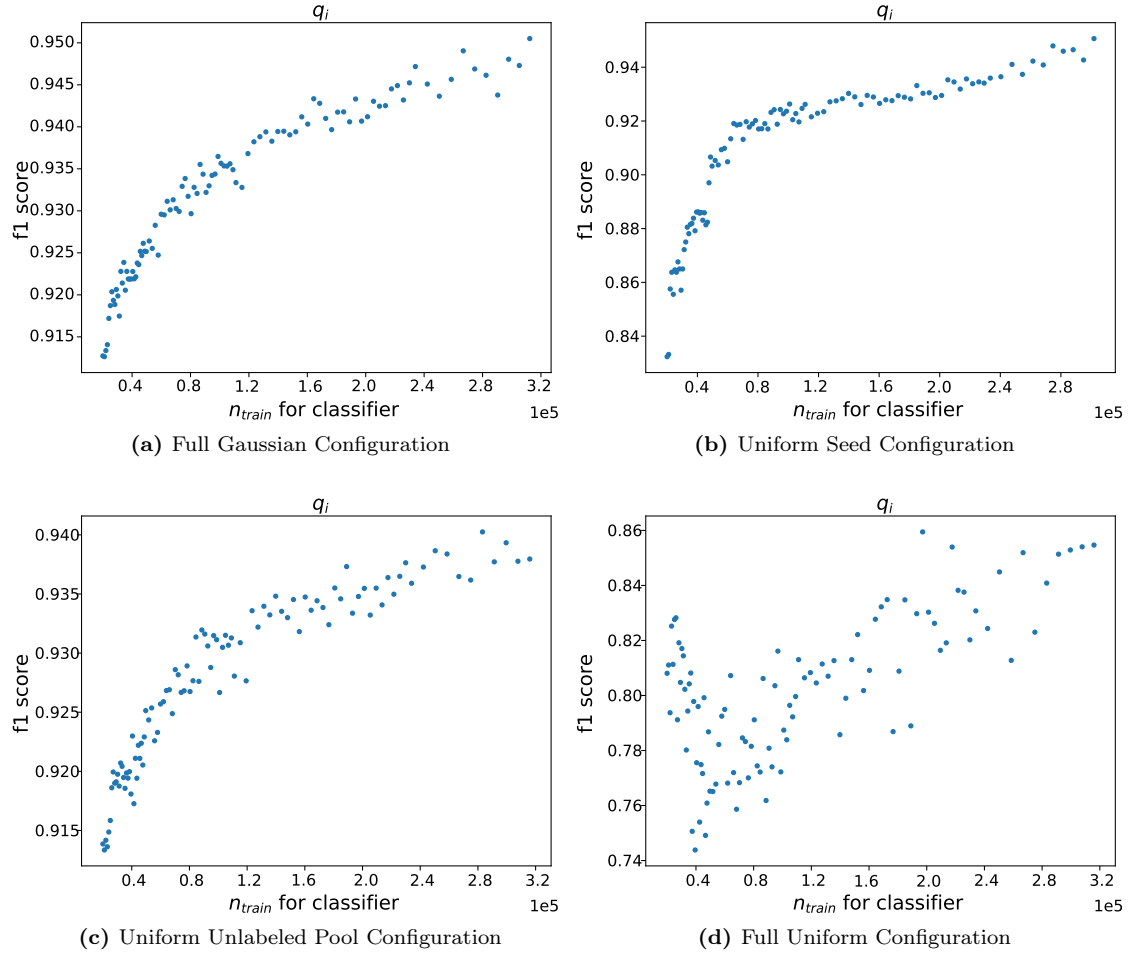 q_i
0.950
0.945
0.940
0.935
0.930
0.925
0.920
0.915
f1 score
0.4 0.8 1.2 1.6 2.0 2.4 2.8 3.2
n_train for classifier
1e5
(a) Full Gaussian Configuration
q_i
0.94
0.92
0.90
0.88
0.86
0.84
f1 score
0.4 0.8 1.2 1.6 2.0 2.4 2.8
n_train for classifier
1e5
(b) Uniform Seed Configuration
q_i
0.940
0.935
0.930
0.925
0.920
0.915
f1 score
0.4 0.8 1.2 1.6 2.0 2.4 2.8 3.2
n_train for classifier
1e5
(c) Uniform Unlabeled Pool Configuration
q_i
0.86
0.84
0.82
0.80
0.78
0.76
0.74
f1 score
0.4 0.8 1.2 1.6 2.0 2.4 2.8 3.2
n_train for classifier
1e5
(d) Full Uniform Configuration